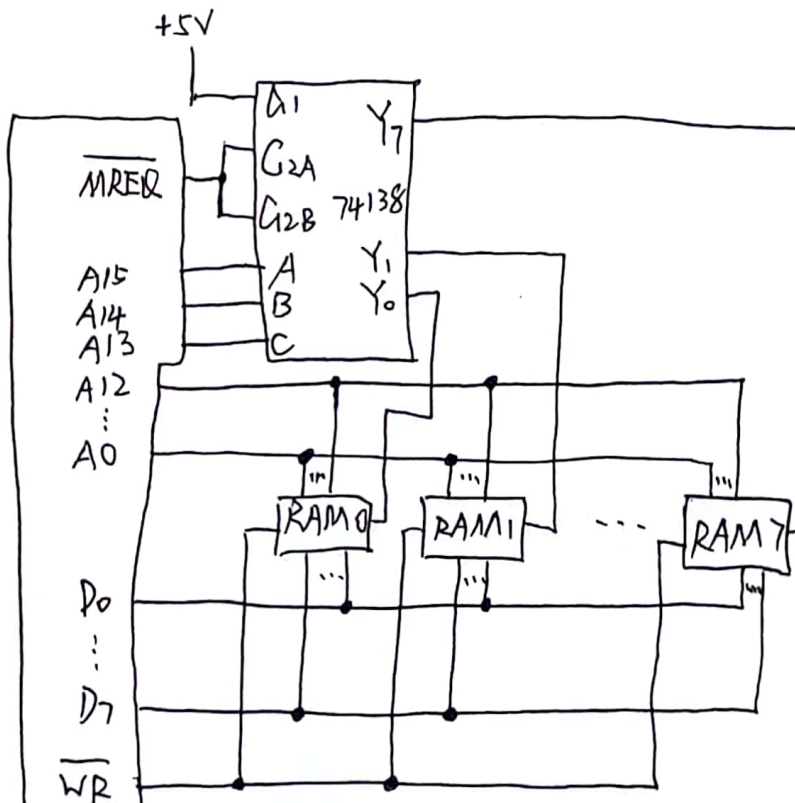 +5V
G1
Y7
MREQ
G2A
G2B
74138
A15
A
Y1
A14
B
Y0
A13
C
A12
⋮
A0
...
...
...
RAM0
RAM1
...
RAM7
...
...
...
D0
⋮
D7
WR